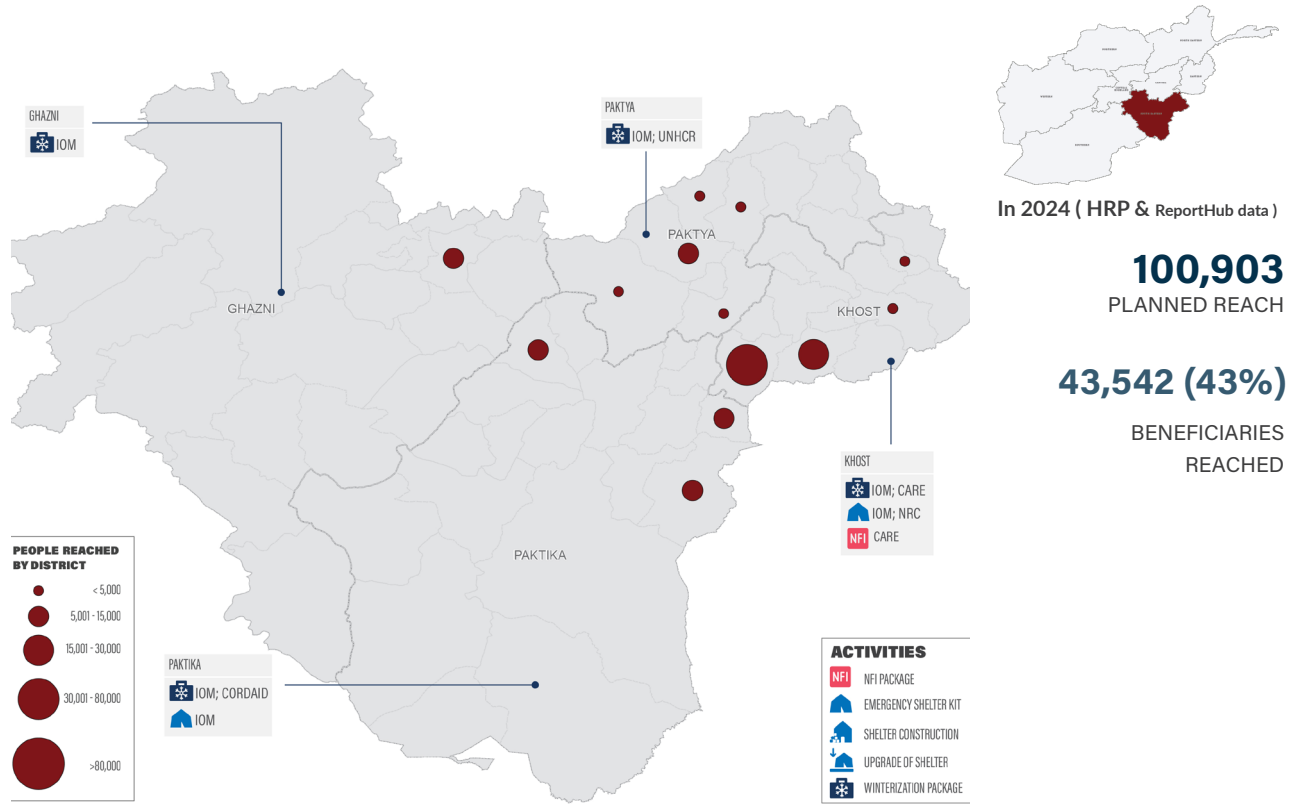 GHAZNI
IOM
PAKTYA
IOM; UNHCR
PAKTYA
GHAZNI
KHOST
PAKTIKA
KHOST
IOM; CARE
IOM; NRC
NFI CARE
PAKTIKA
IOM; CORDAID
IOM
PEOPLE REACHED
BY DISTRICT
< 5,000
5,001 - 15,000
15,001 - 30,000
30,001 - 80,000
>80,000
ACTIVITIES
NFI NFI PACKAGE
EMERGENCY SHELTER KIT
SHELTER CONSTRUCTION
UPGRADE OF SHELTER
WINTERIZATION PACKAGE
In 2024 ( HRP & ReportHub data )
100,903
PLANNED REACH
43,542 (43%)
BENEFICIARIES
REACHED